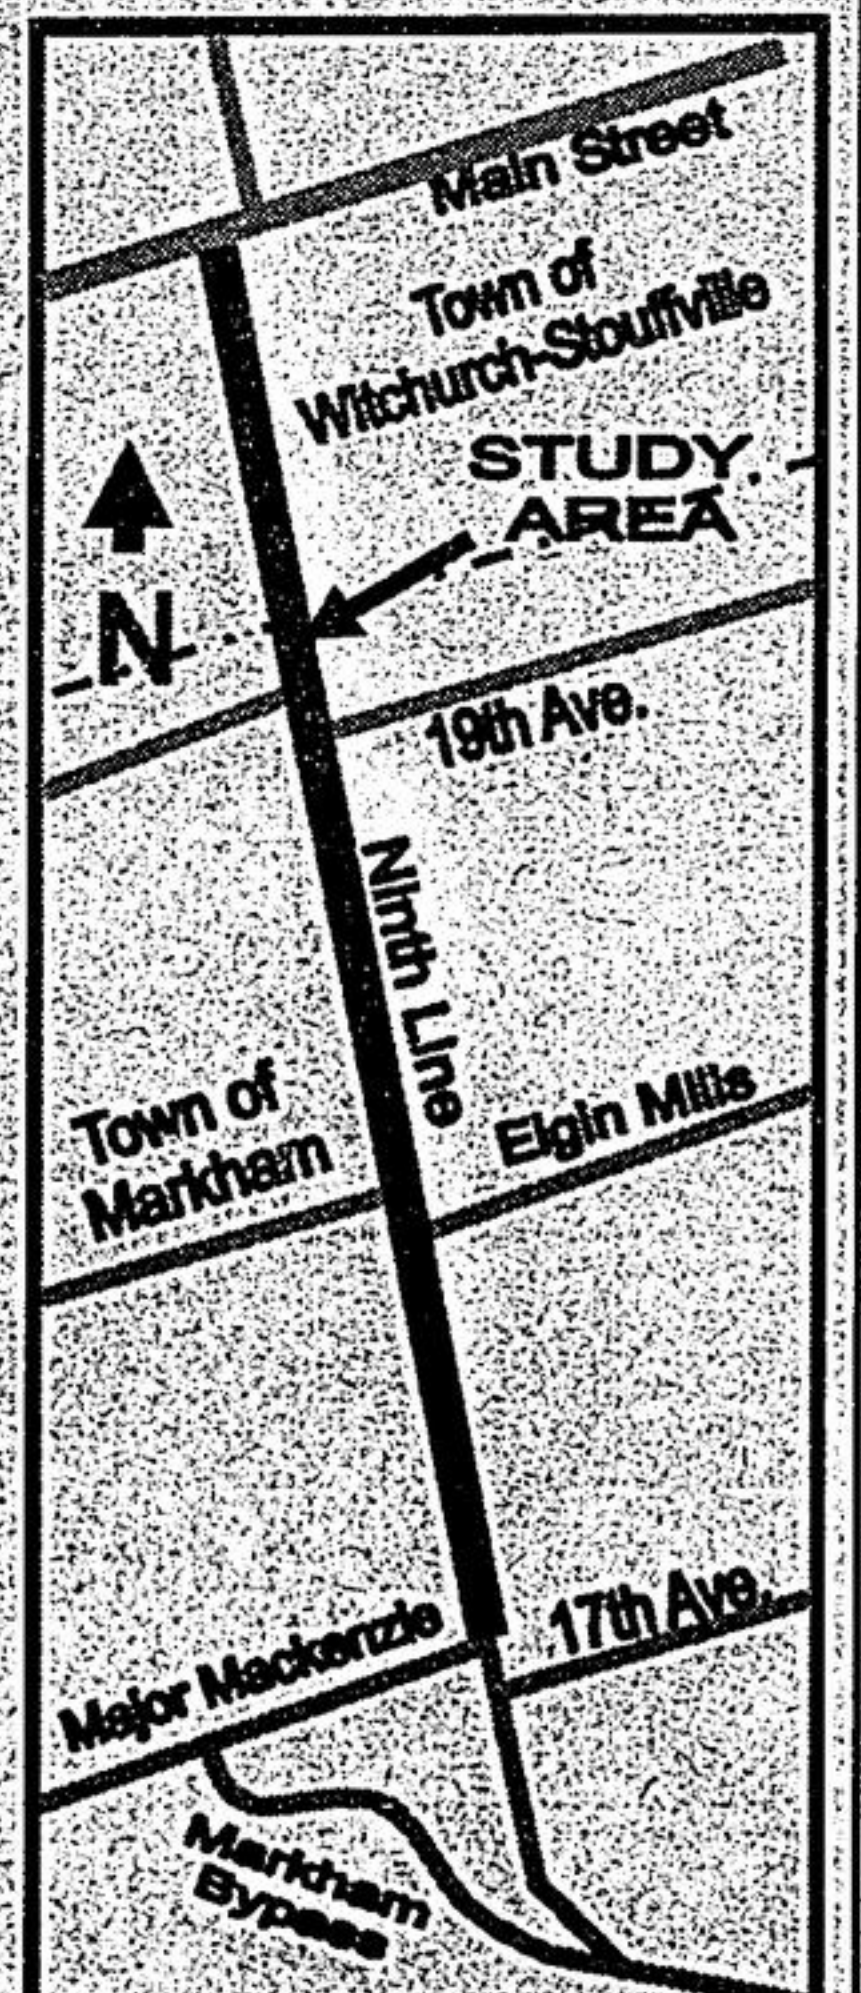 Main Street
Town of
Witchurch-Stouffville
STUDY
AREA
N
19th Ave.
Ninth Line
Town of
Markham
Elgin Mills
17th Ave.
Major Mackenzie
Markham
Bypass